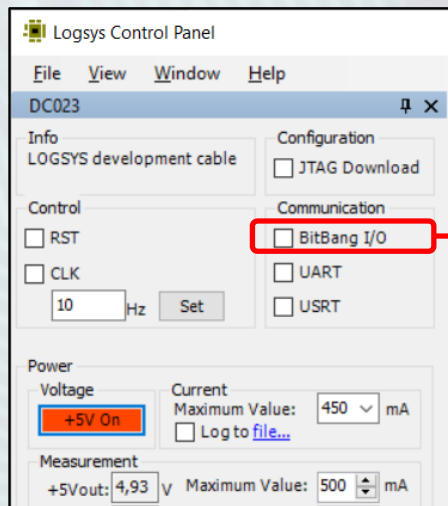 Logsys Control Panel
File View Window Help
DC023
Info
LOGSYS development cable
Configuration
JTAG Download
Control
RST
CLK
10 Hz Set
Communication
BitBang I/O
UART
USRT
Power
Voltage
+5V On
Current
Maximum Value: 450 mA
Log to file...
Measurement
+5Vout: 4,93 V Maximum Value: 500 mA